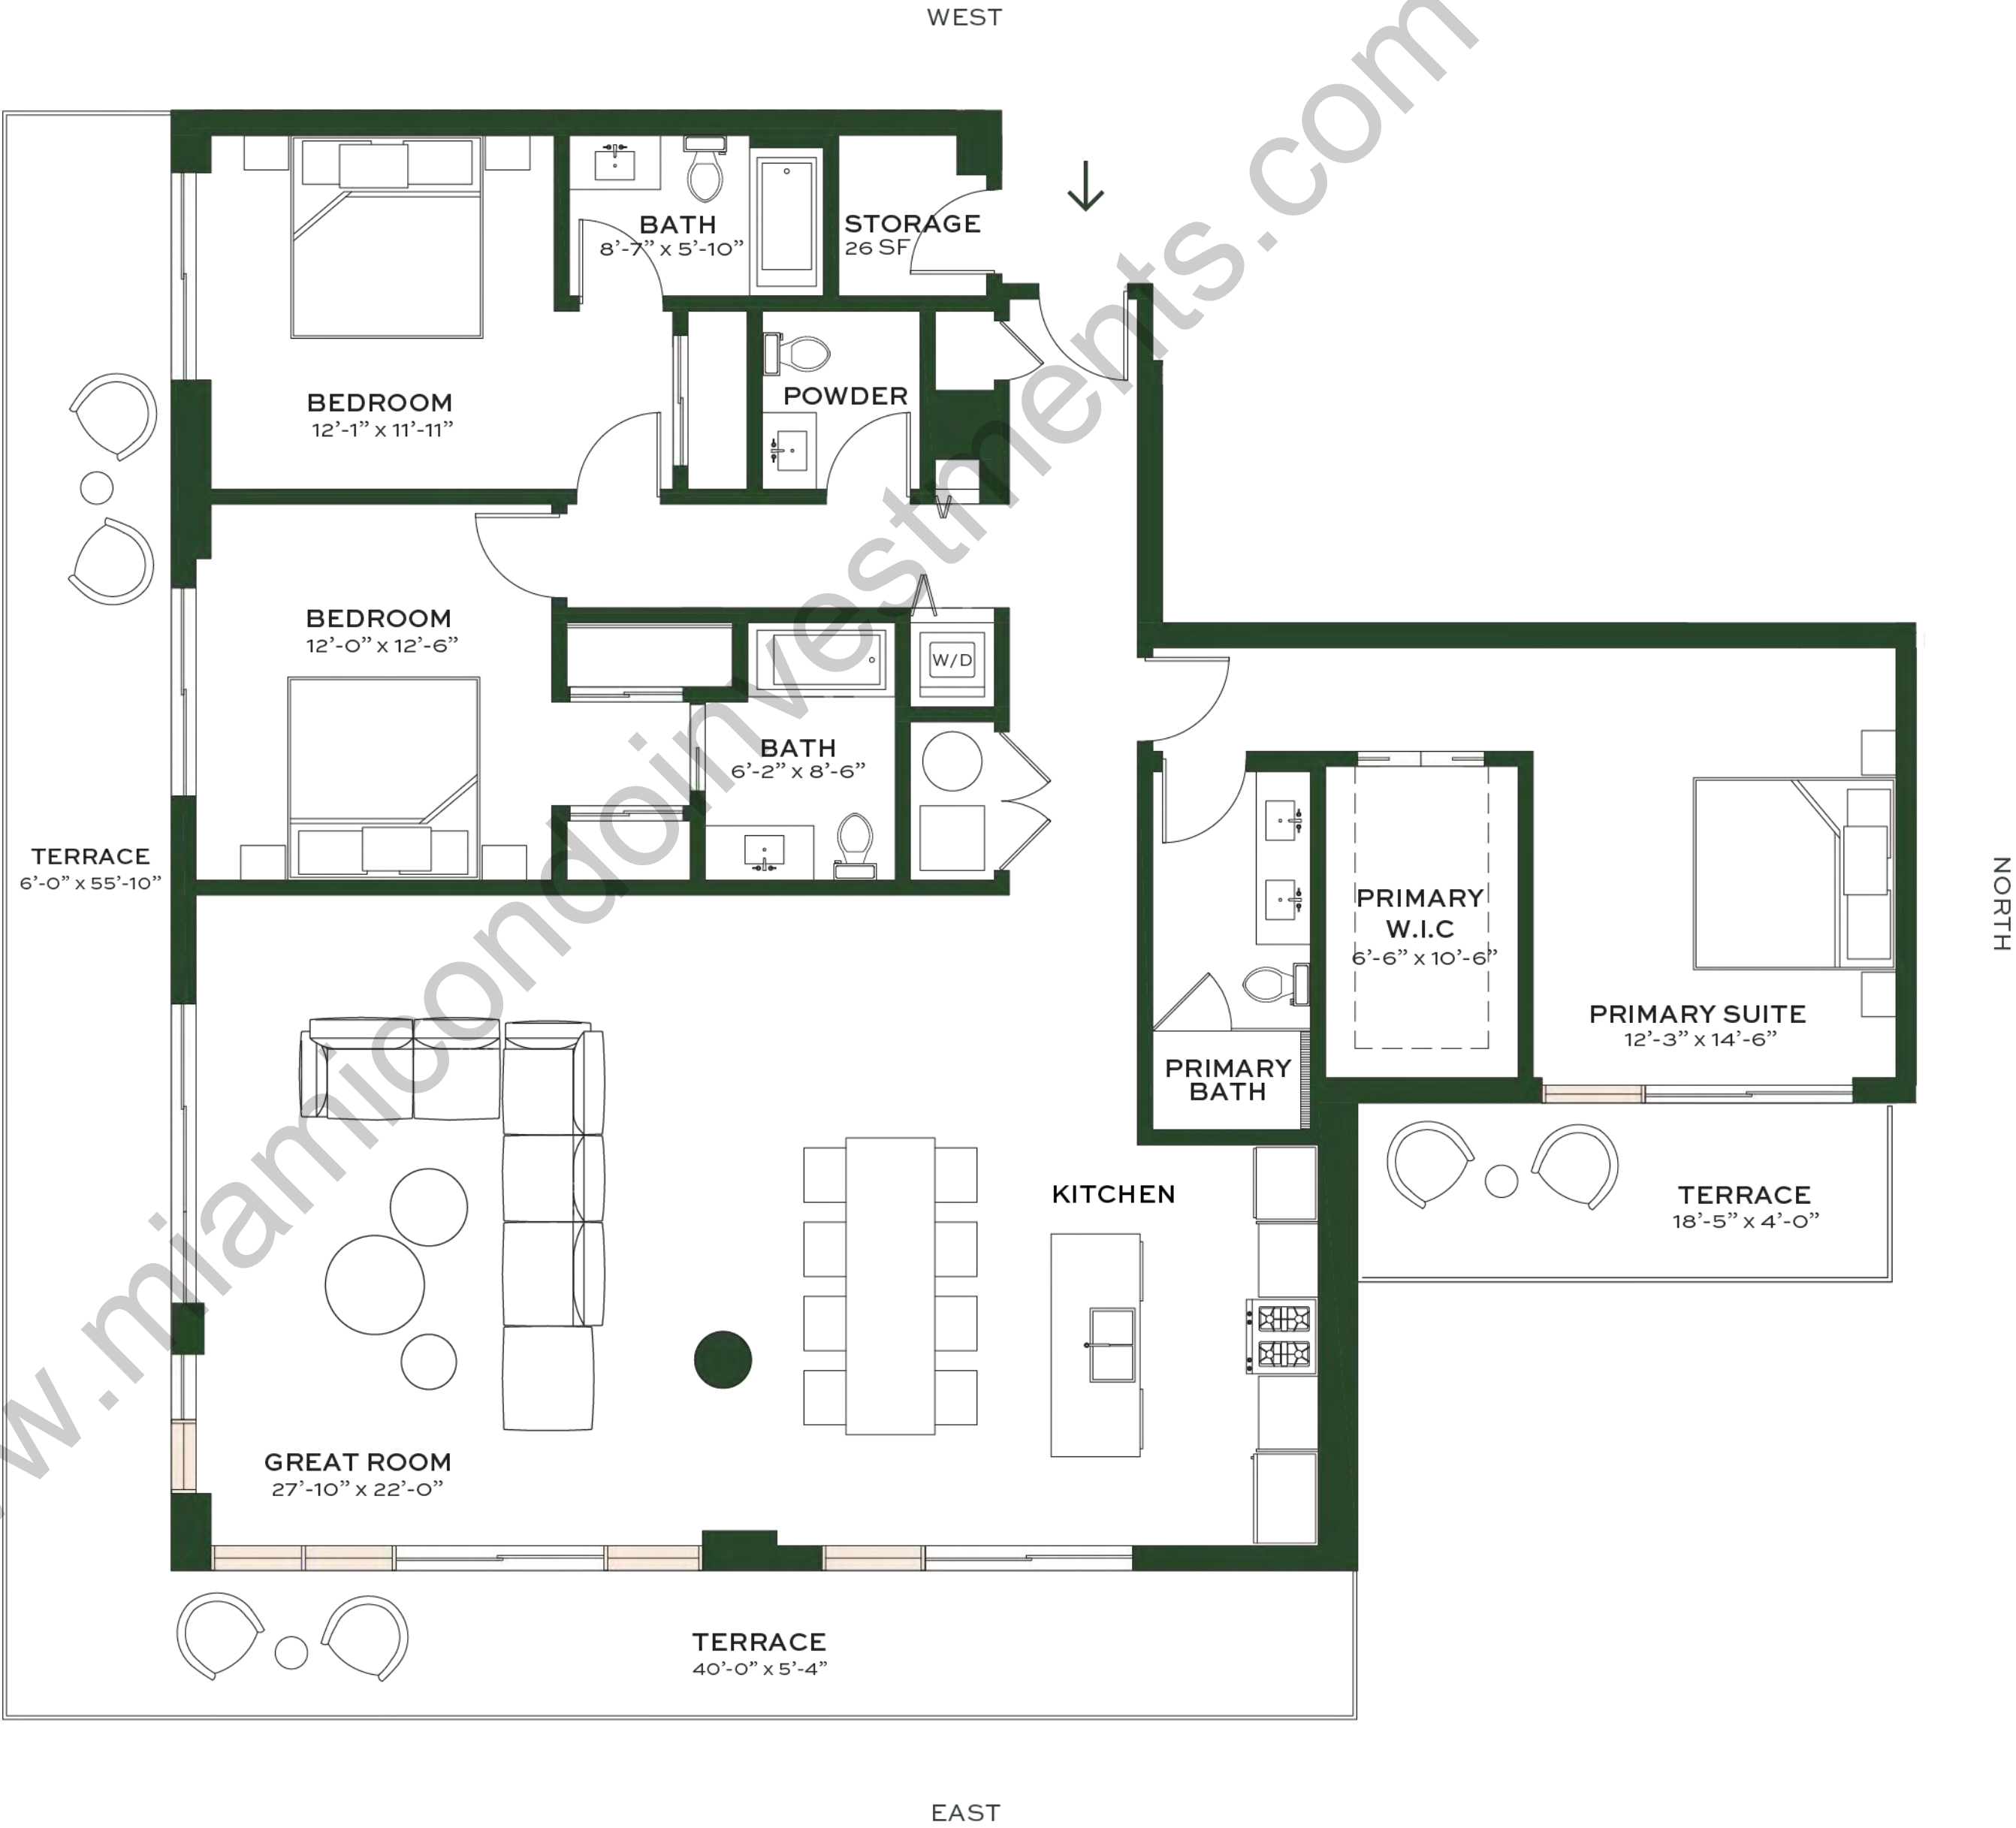 WEST
BATH
8'-7" x 5'-10"
STORAGE
26 SF
BEDROOM
12'-1" x 11'-11"
POWDER
BEDROOM
12'-0" x 12'-6"
W/D
BATH
6'-2" x 8'-6"
TERRACE
6'-0" x 55'-10"
PRIMARY
W.I.C
6'-6" x 10'-6"
NORTH
PRIMARY SUITE
12'-3" x 14'-6"
PRIMARY
BATH
KITCHEN
TERRACE
18'-5" x 4'-0"
GREAT ROOM
27'-10" x 22'-0"
TERRACE
40'-0" x 5'-4"
EAST
w.miamicondoinvestments.com